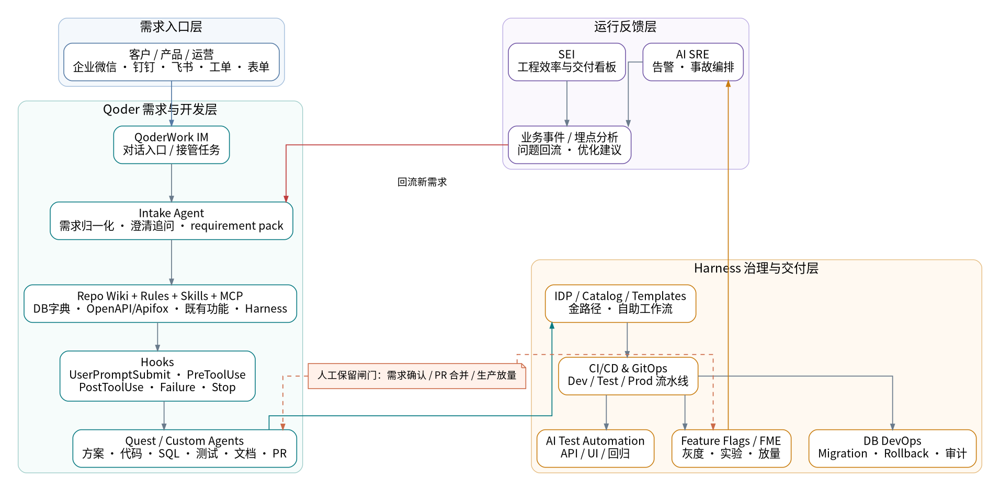 需求入口层
客户 / 产品 / 运营
企业微信 • 钉钉 • 飞书 • 工单 • 表单
Qoder 需求与开发层
QoderWork IM
对话入口 / 接管任务
Intake Agent
需求归一化 • 澄清追问 • requirement pack
Repo Wiki + Rules + Skills + MCP
DB字典 • OpenAPI/Apifox • 既有功能 • Harness
Hooks
UserPromptSubmit • PreToolUse
PostToolUse • Failure • Stop
Quest / Custom Agents
方案 • 代码 • SQL • 测试 • 文档 • PR
运行反馈层
SEI
工程效率与交付看板
AI SRE
告警 • 事故编排
业务事件 / 埋点分析
问题回流 • 优化建议
回流新需求
人工保留闸门：需求确认 / PR 合并 / 生产放量
Harness 治理与交付层
IDP / Catalog / Templates
金路径 • 自助工作流
CI/CD & GitOps
Dev / Test / Prod 流水线
AI Test Automation
API / UI / 回归
Feature Flags / FME
灰度 • 实验 • 放量
DB DevOps
Migration • Rollback • 审计